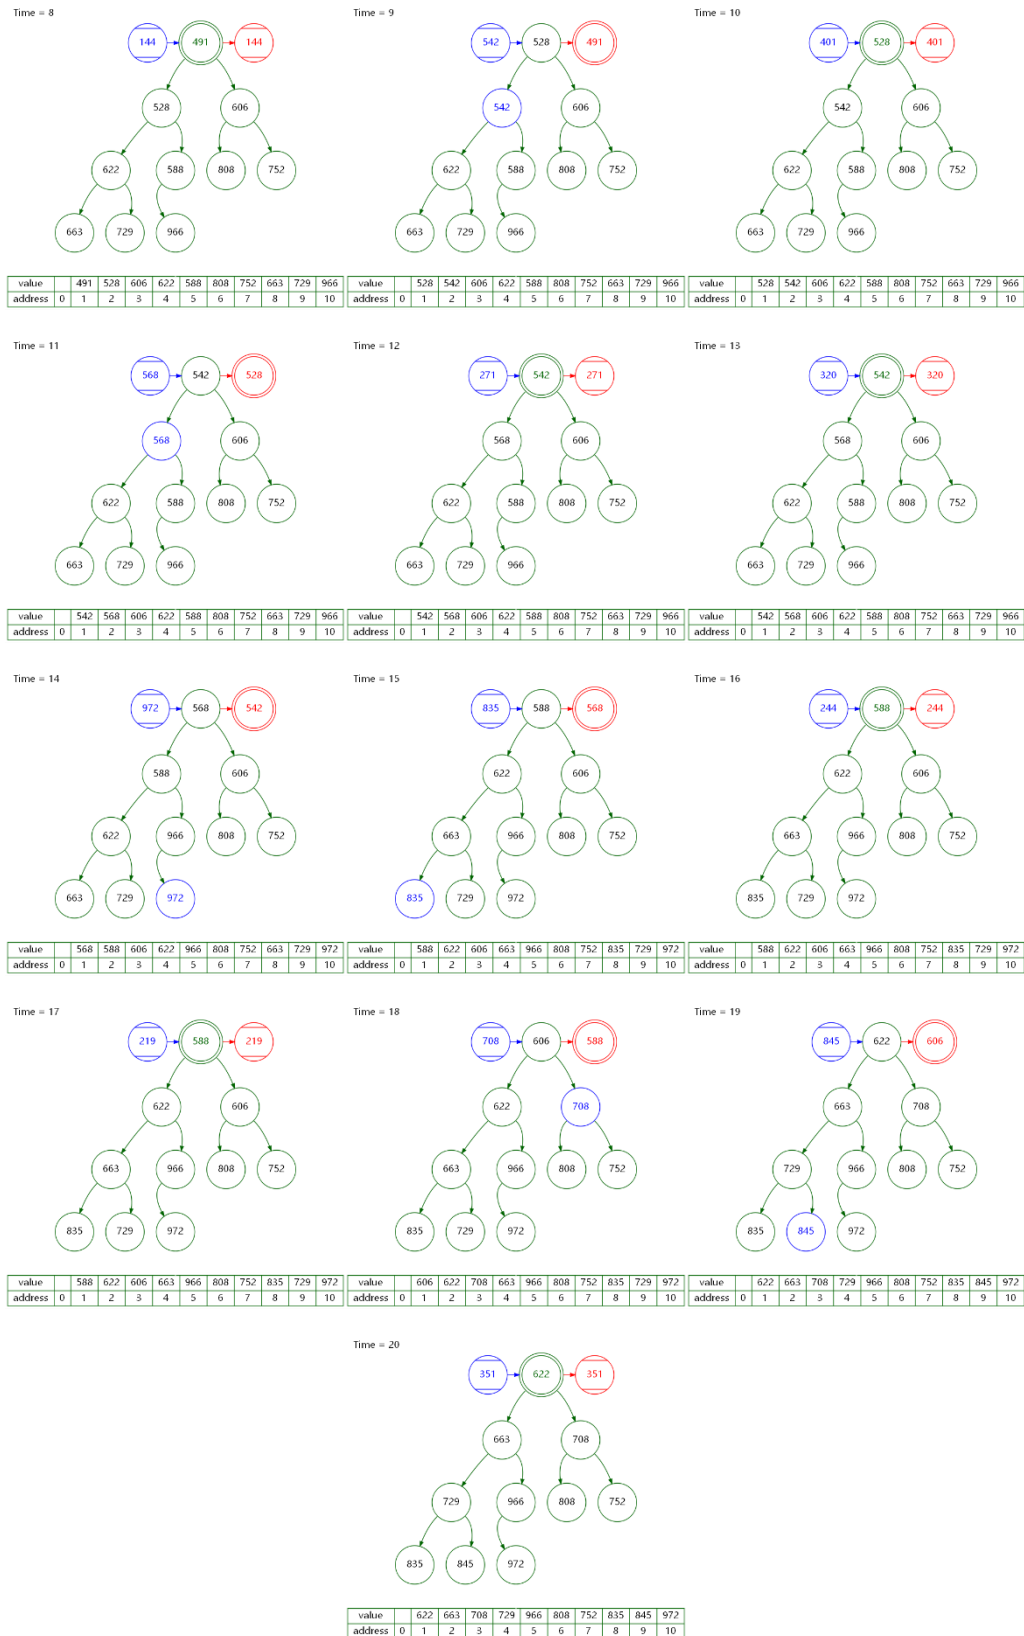 Time = 8
Time = 9
Time = 10
144 491 144
542 528 491
401 528 401
528 606
542 606
542 606
622 588 808 752
622 588 808 752
622 588 808 752
663 729 966
663 729 966
663 729 966
value 491 528 606 622 588 808 752 663 729 966
address 0 1 2 3 4 5 6 7 8 9 10
value 528 542 606 622 588 808 752 663 729 966
address 0 1 2 3 4 5 6 7 8 9 10
value 528 542 606 622 588 808 752 663 729 966
address 0 1 2 3 4 5 6 7 8 9 10
Time = 11
Time = 12
Time = 13
568 542 528
271 542 271
320 542 320
568 606
568 606
568 606
622 588 808 752
622 588 808 752
622 588 808 752
663 729 966
663 729 966
663 729 966
value 542 568 606 622 588 808 752 663 729 966
address 0 1 2 3 4 5 6 7 8 9 10
value 542 568 606 622 588 808 752 663 729 966
address 0 1 2 3 4 5 6 7 8 9 10
value 542 568 606 622 588 808 752 663 729 966
address 0 1 2 3 4 5 6 7 8 9 10
Time = 14
Time = 15
Time = 16
972 568 542
835 588 568
244 588 244
588 606
622 606
622 606
622 966 808 752
663 966 808 752
663 966 808 752
663 729 972
835 729 972
835 729 972
value 568 588 606 622 966 808 752 663 729 972
address 0 1 2 3 4 5 6 7 8 9 10
value 588 622 606 663 966 808 752 835 729 972
address 0 1 2 3 4 5 6 7 8 9 10
value 588 622 606 663 966 808 752 835 729 972
address 0 1 2 3 4 5 6 7 8 9 10
Time = 17
Time = 18
Time = 19
219 588 219
708 606 588
845 622 606
622 606
622 708
663 708
663 966 808 752
663 966 808 752
729 966 808 752
835 729 972
835 729 972
835 845 972
value 588 622 606 663 966 808 752 835 729 972
address 0 1 2 3 4 5 6 7 8 9 10
value 606 622 708 663 966 808 752 835 729 972
address 0 1 2 3 4 5 6 7 8 9 10
value 622 663 708 729 966 808 752 835 845 972
address 0 1 2 3 4 5 6 7 8 9 10
Time = 20
351 622 351
663 708
729 966 808 752
835 845 972
value 622 663 708 729 966 808 752 835 845 972
address 0 1 2 3 4 5 6 7 8 9 10